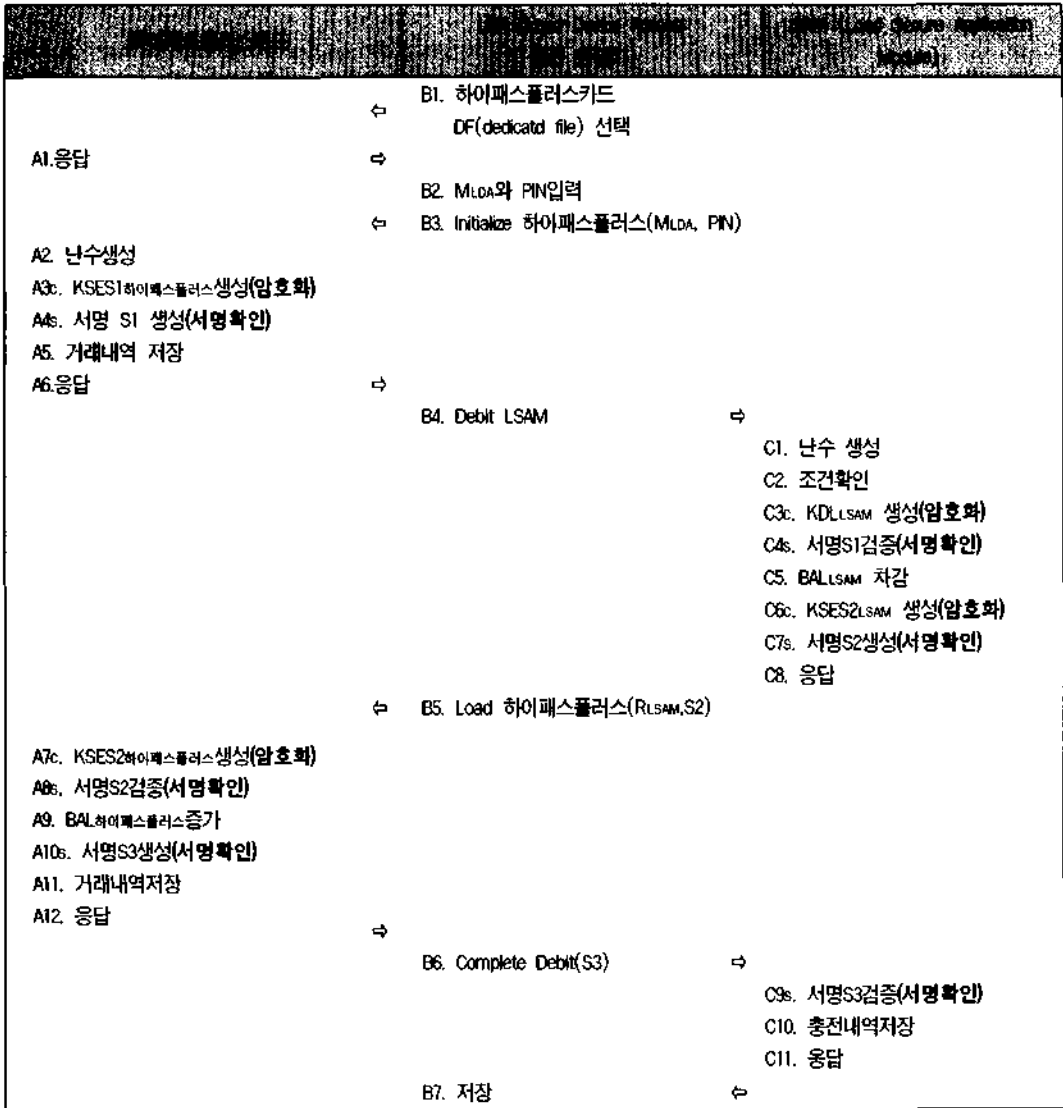 Load Secure Application
Module)
B1. 하이패스플러스카드
⇦
DF(dedicatd file) 선택
A1.응답 ⇨
B2. MLDA와 PIN입력
⇦ B3. Initialize 하이패스플러스(MLDA, PIN)
A2. 난수생성
A3c. KSES1하이패스플러스생성(암호화)
A4s. 서명 S1 생성(서명확인)
A5. 거래내역 저장
A6.응답 ⇨
B4. Debit LSAM ⇨
C1. 난수 생성
C2. 조건확인
C3c. KDLLSAM 생성(암호화)
C4s. 서명S1검증(서명확인)
C5. BALLSAM 차감
C6c. KSES2LSAM 생성(암호화)
C7s. 서명S2생성(서명확인)
C8. 응답
⇦ B5. Load 하이패스플러스(RLSAM,S2)
A7c. KSES2하이패스플러스생성(암호화)
A8s. 서명S2검증(서명확인)
A9. BAL하이패스플러스증가
A10s. 서명S3생성(서명확인)
A11. 거래내역저장
A12. 응답
⇨
B6. Complete Debit(S3) ⇨
C9s. 서명S3검증(서명확인)
C10. 충전내역저장
C11. 응답
B7. 저장 ⇦